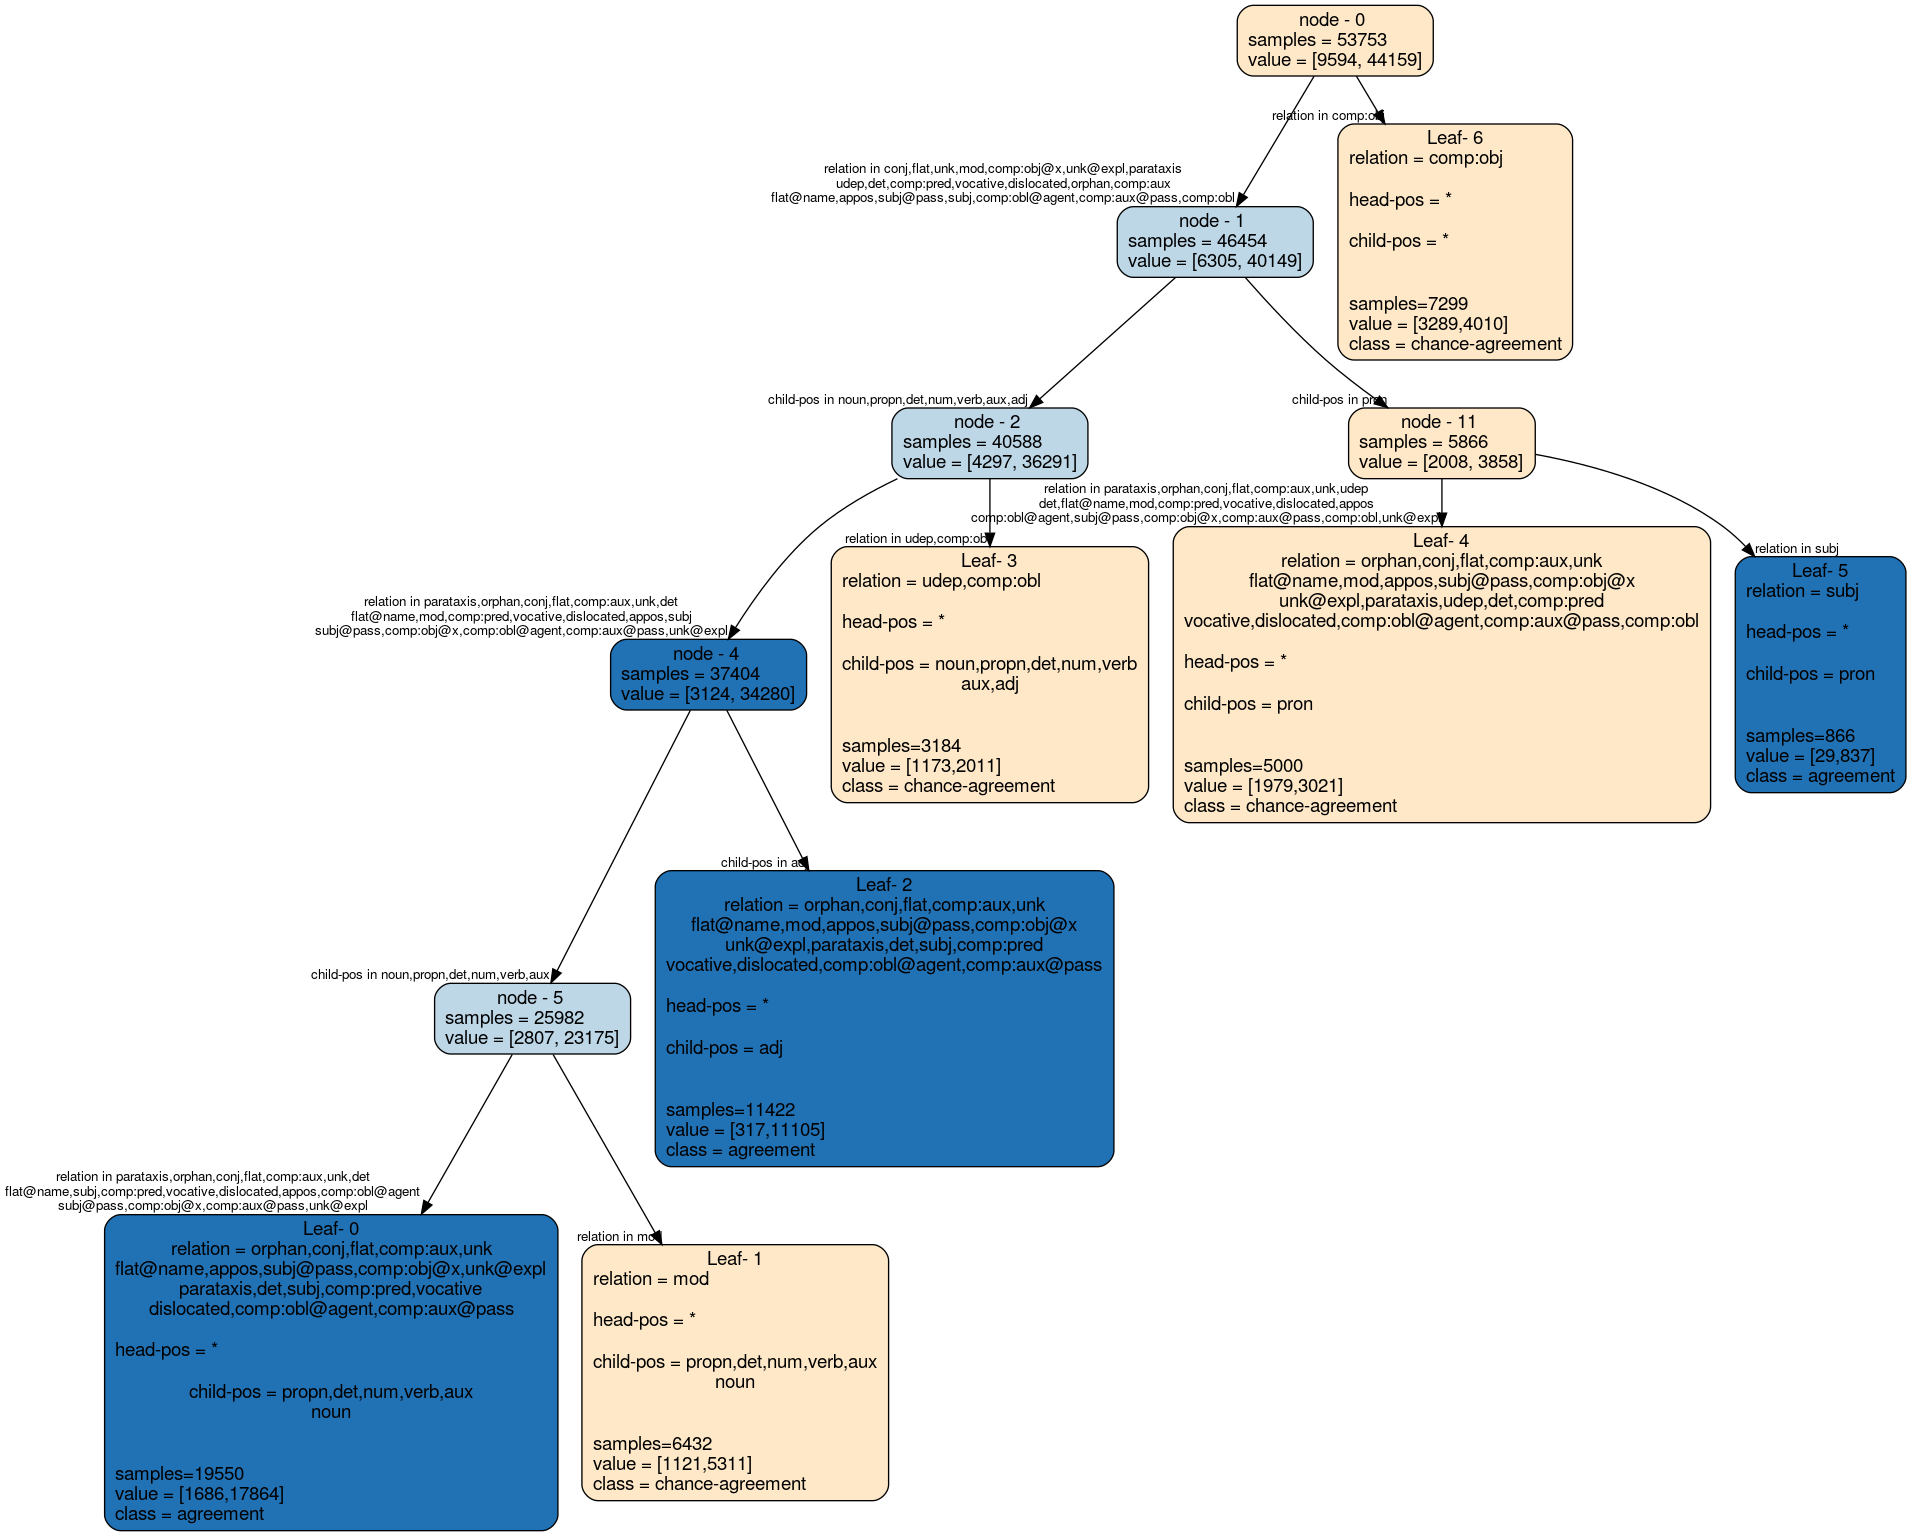 node - 0
samples = 53753
value = [9594, 44159]
relation in comp:obj
Leaf- 6
relation = comp:obj
head-pos = *
child-pos = *
samples=7299
value = [3289,4010]
class = chance-agreement
relation in conj,flat,unk,mod,comp:obj@x,unk@expl,parataxis
udep,det,comp:pred,vocative,dislocated,orphan,comp:aux
flat@name,appos,subj@pass,subj,comp:obl@agent,comp:aux@pass,comp:obl
node - 1
samples = 46454
value = [6305, 40149]
child-pos in noun,propn,det,num,verb,aux,adj
node - 2
samples = 40588
value = [4297, 36291]
child-pos in pron
node - 11
samples = 5866
value = [2008, 3858]
relation in parataxis,orphan,conj,flat,comp:aux,unk,udep
det,flat@name,mod,comp:pred,vocative,dislocated,appos
comp:obl@agent,subj@pass,comp:obj@x,comp:aux@pass,comp:obl,unk@expl
relation in udep,comp:obl
Leaf- 3
relation = udep,comp:obl
head-pos = *
child-pos = noun,propn,det,num,verb
aux,adj
samples=3184
value = [1173,2011]
class = chance-agreement
Leaf- 4
relation = orphan,conj,flat,comp:aux,unk
flat@name,mod,appos,subj@pass,comp:obj@x
unk@expl,parataxis,udep,det,comp:pred
vocative,dislocated,comp:obl@agent,comp:aux@pass,comp:obl
head-pos = *
child-pos = pron
samples=5000
value = [1979,3021]
class = chance-agreement
relation in subj
Leaf- 5
relation = subj
head-pos = *
child-pos = pron
samples=866
value = [29,837]
class = agreement
relation in parataxis,orphan,conj,flat,comp:aux,unk,det
flat@name,mod,comp:pred,vocative,dislocated,appos,subj
subj@pass,comp:obj@x,comp:obl@agent,comp:aux@pass,unk@expl
node - 4
samples = 37404
value = [3124, 34280]
child-pos in adj
Leaf- 2
relation = orphan,conj,flat,comp:aux,unk
flat@name,mod,appos,subj@pass,comp:obj@x
unk@expl,parataxis,det,subj,comp:pred
vocative,dislocated,comp:obl@agent,comp:aux@pass
head-pos = *
child-pos = adj
samples=11422
value = [317,11105]
class = agreement
child-pos in noun,propn,det,num,verb,aux
node - 5
samples = 25982
value = [2807, 23175]
relation in parataxis,orphan,conj,flat,comp:aux,unk,det
flat@name,subj,comp:pred,vocative,dislocated,appos,comp:obl@agent
subj@pass,comp:obj@x,comp:aux@pass,unk@expl
Leaf- 0
relation = orphan,conj,flat,comp:aux,unk
flat@name,appos,subj@pass,comp:obj@x,unk@expl
parataxis,det,subj,comp:pred,vocative
dislocated,comp:obl@agent,comp:aux@pass
head-pos = *
child-pos = propn,det,num,verb,aux
noun
samples=19550
value = [1686,17864]
class = agreement
relation in mod
Leaf- 1
relation = mod
head-pos = *
child-pos = propn,det,num,verb,aux
noun
samples=6432
value = [1121,5311]
class = chance-agreement